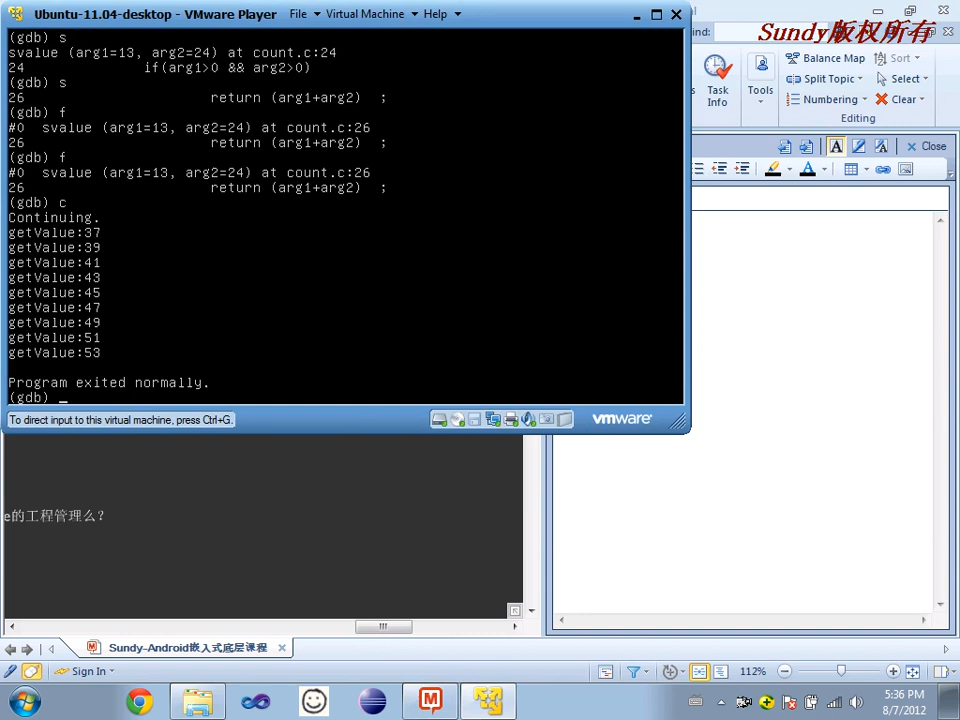 Ubuntu-11.04-desktop - VMware Player File Virtual Machine Help
(gdb) s
svalue (arg1=13, arg2=24) at count.c:24
24 if(arg1>0 && arg2>0)
(gdb) s
26 return (arg1+arg2) ;
(gdb) f
#0 svalue (arg1=13, arg2=24) at count.c:26
26 return (arg1+arg2) ;
(gdb) f
#0 svalue (arg1=13, arg2=24) at count.c:26
26 return (arg1+arg2) ;
(gdb) c
Continuing.
getValue:37
getValue:39
getValue:41
getValue:43
getValue:45
getValue:47
getValue:49
getValue:51
getValue:53
Program exited normally.
(gdb) _
To direct input to this virtual machine, press Ctrl+G.
vmware
Sundy版权所有
Task
Info
Tools
Balance Map
Sort
Split Topic
Select
Numbering
Clear
Editing
Close
e的工程管理么?
Sundy-Android嵌入式底层课程
Sign In
112%
5:36 PM
8/7/2012